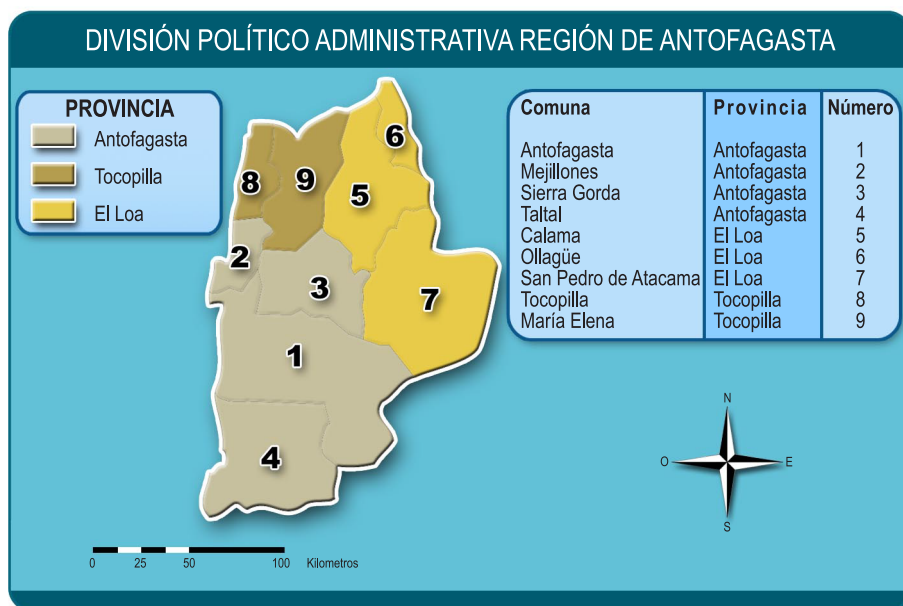 DIVISIÓN POLÍTICO ADMINISTRATIVA REGIÓN DE ANTOFAGASTA
PROVINCIA
Antofagasta
Tocopilla
El Loa
Comuna Provincia Número
Antofagasta Antofagasta 1
Mejillones Antofagasta 2
Sierra Gorda Antofagasta 3
Taltal Antofagasta 4
Calama El Loa 5
Ollagüe El Loa 6
San Pedro de Atacama El Loa 7
Tocopilla Tocopilla 8
María Elena Tocopilla 9
6
8 9 5
2
3 7
1
4
N
O E
S
0 25 50 100 Kilometros